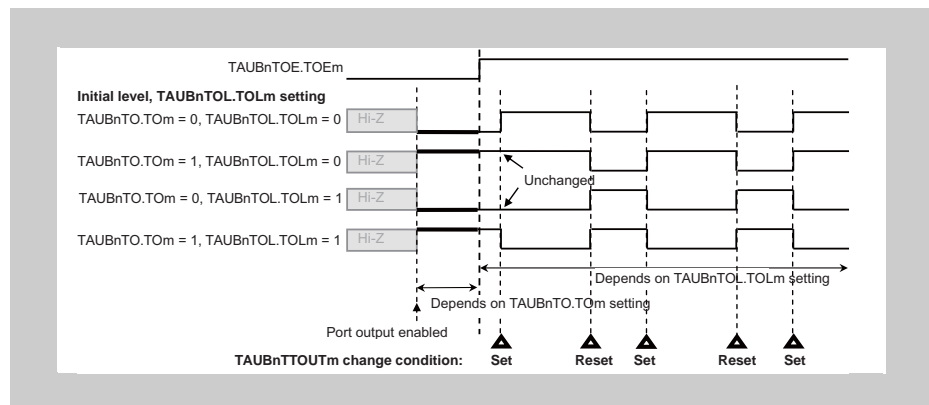 TAUBnTOE.TOEm
Initial level, TAUBnTOL.TOLm setting
TAUBnTO.TOm = 0, TAUBnTOL.TOLm = 0 Hi-Z
TAUBnTO.TOm = 1, TAUBnTOL.TOLm = 0 Hi-Z
Unchanged
TAUBnTO.TOm = 0, TAUBnTOL.TOLm = 1 Hi-Z
TAUBnTO.TOm = 1, TAUBnTOL.TOLm = 1 Hi-Z
Depends on TAUBnTOL.TOLm setting
Depends on TAUBnTO.TOm setting
Port output enabled
TAUBnTTOUTm change condition: Set Reset Set Reset Set